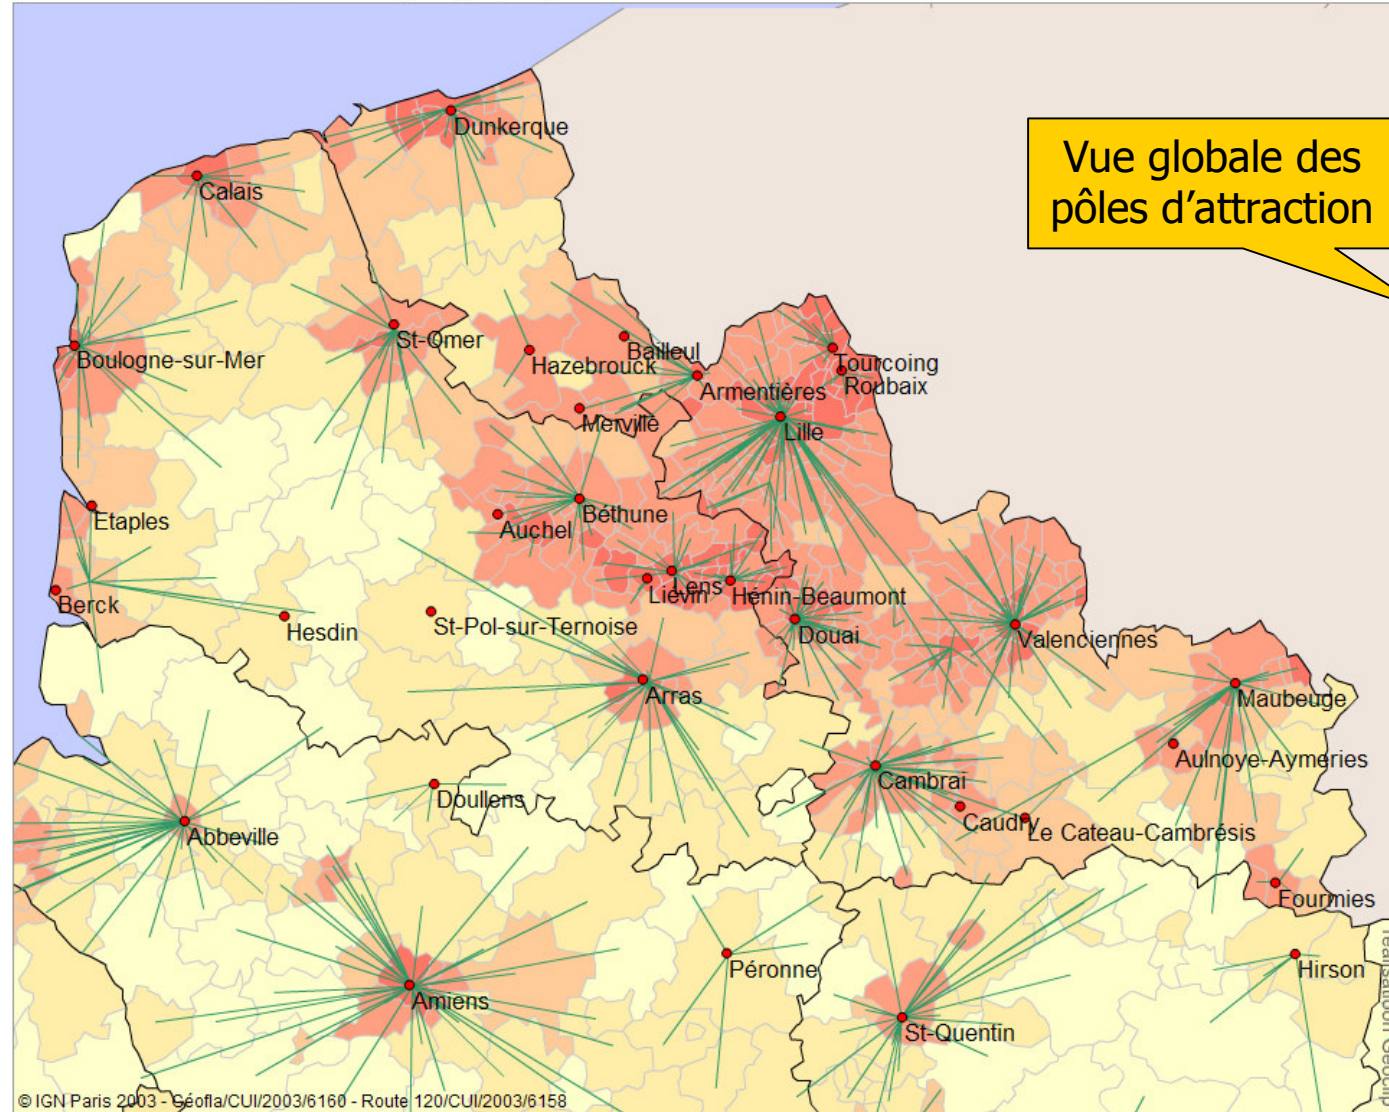 Dunkerque
Vue globale des
pôles d’attraction
Calais
St-Omer
Boulogne-sur-Mer
Hazebrouck
Bailleul
Tourcoing
Roubaix
Armentières
Merville
Lille
Etaples
Auchel
Béthune
Lens
Liévin
Hénin-Beaumont
Berck
Hesdin
St-Pol-sur-Ternoise
Douai
Valenciennes
Arras
Maubeuge
Aulnoye-Aymeries
Cambrai
Doullens
Caudry
Le Cateau-Cambrésis
Abbeville
Fourmies
Péronne
Hirson
Amiens
St-Quentin
réalisation Géoclip
© IGN Paris 2003 - Géofla/CUI/2003/6160 - Route 120/CUI/2003/6158